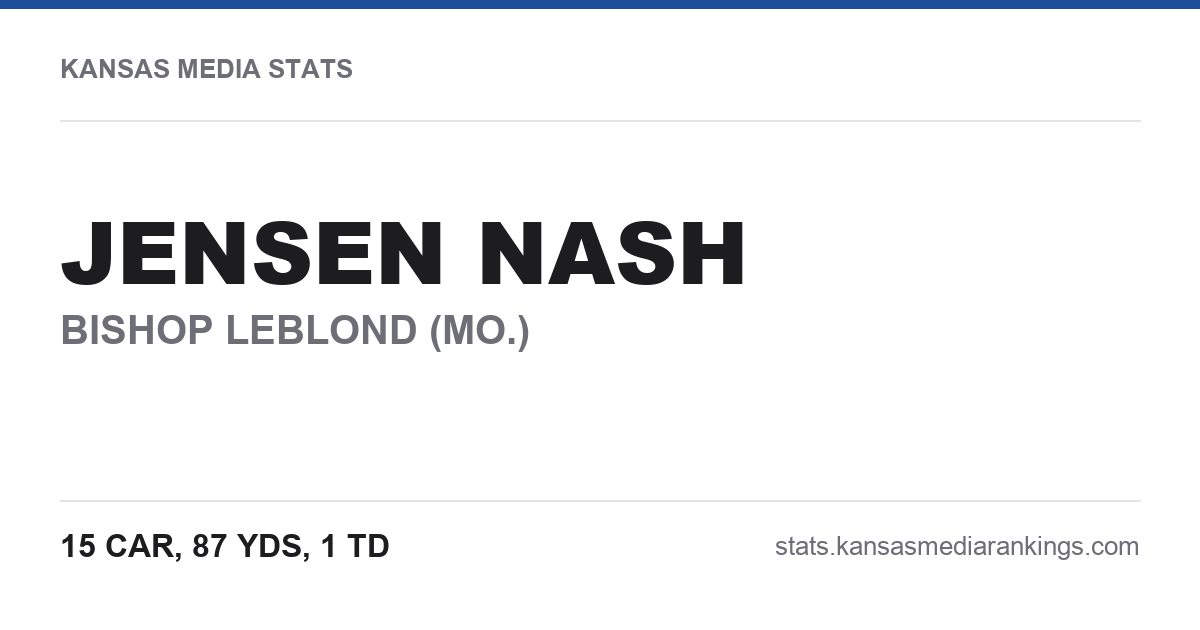 KANSAS MEDIA STATS
JENSEN NASH
BISHOP LEBLOND (MO.)
15 CAR, 87 YDS, 1 TD
stats.kansasmediarankings.com